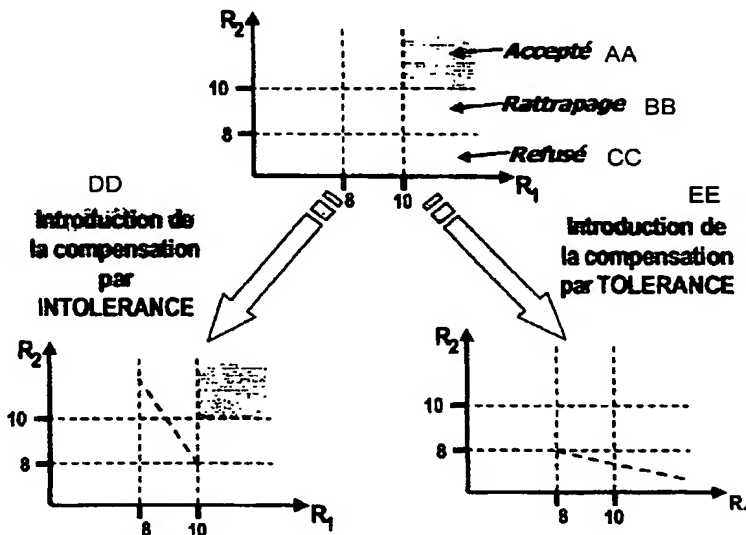 R2
Accepté AA
10
Rattrapage BB
8
Refusé CC
8 10 R1
DD
Introduction de
la compensation
par
INTOLERANCE
EE
Introduction de
la compensation
par TOLERANCE
R2
10
8
8 10 R1
R2
10
8
8 10